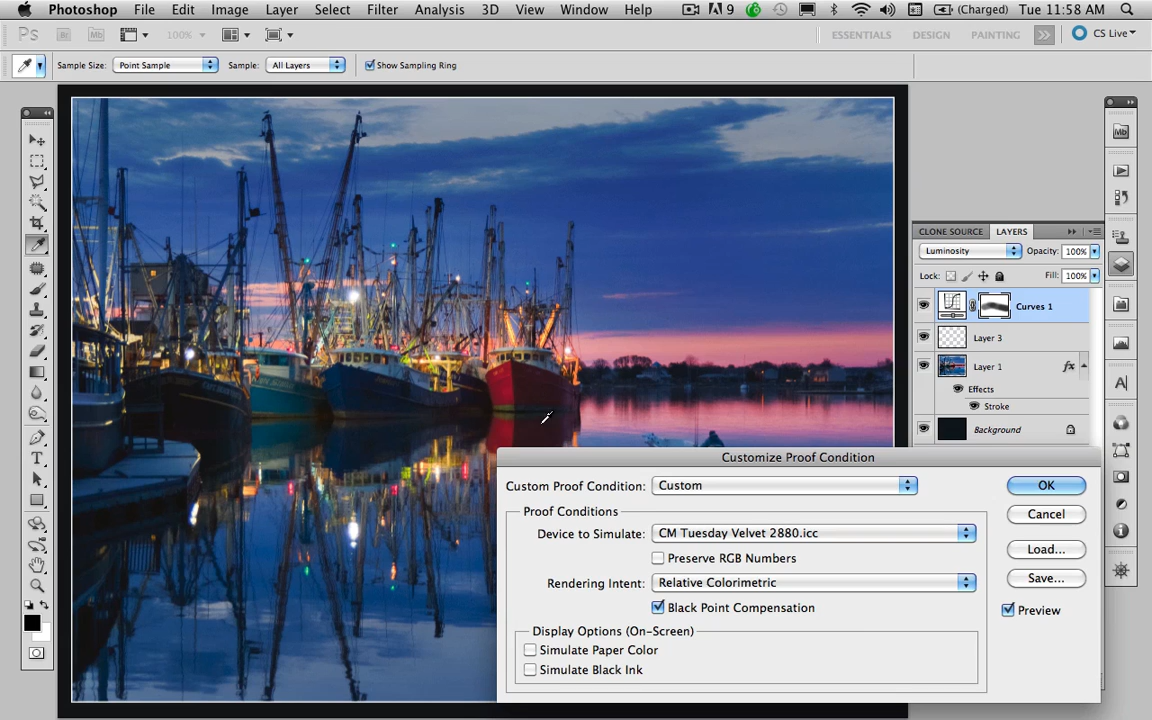 Photoshop File Edit Image Layer Select Filter Analysis 3D View Window Help 9 (Charged) Tue 11:58 AM
Ps Br Mb 100% ESSENTIALS DESIGN PAINTING CS Live
Sample Size: Point Sample Sample: All Layers Show Sampling Ring
CLONE SOURCE LAYERS
Luminosity Opacity: 100%
Lock: Fill: 100%
Curves 1
Layer 3
Layer 1 fx
Effects
Stroke
Background
Mb
A
T
Customize Proof Condition
Custom Proof Condition: Custom OK
Proof Conditions
Device to Simulate: CM Tuesday Velvet 2880.icc Cancel
Preserve RGB Numbers Load...
Rendering Intent: Relative Colorimetric Save...
Black Point Compensation Preview
Display Options (On-Screen)
Simulate Paper Color
Simulate Black Ink